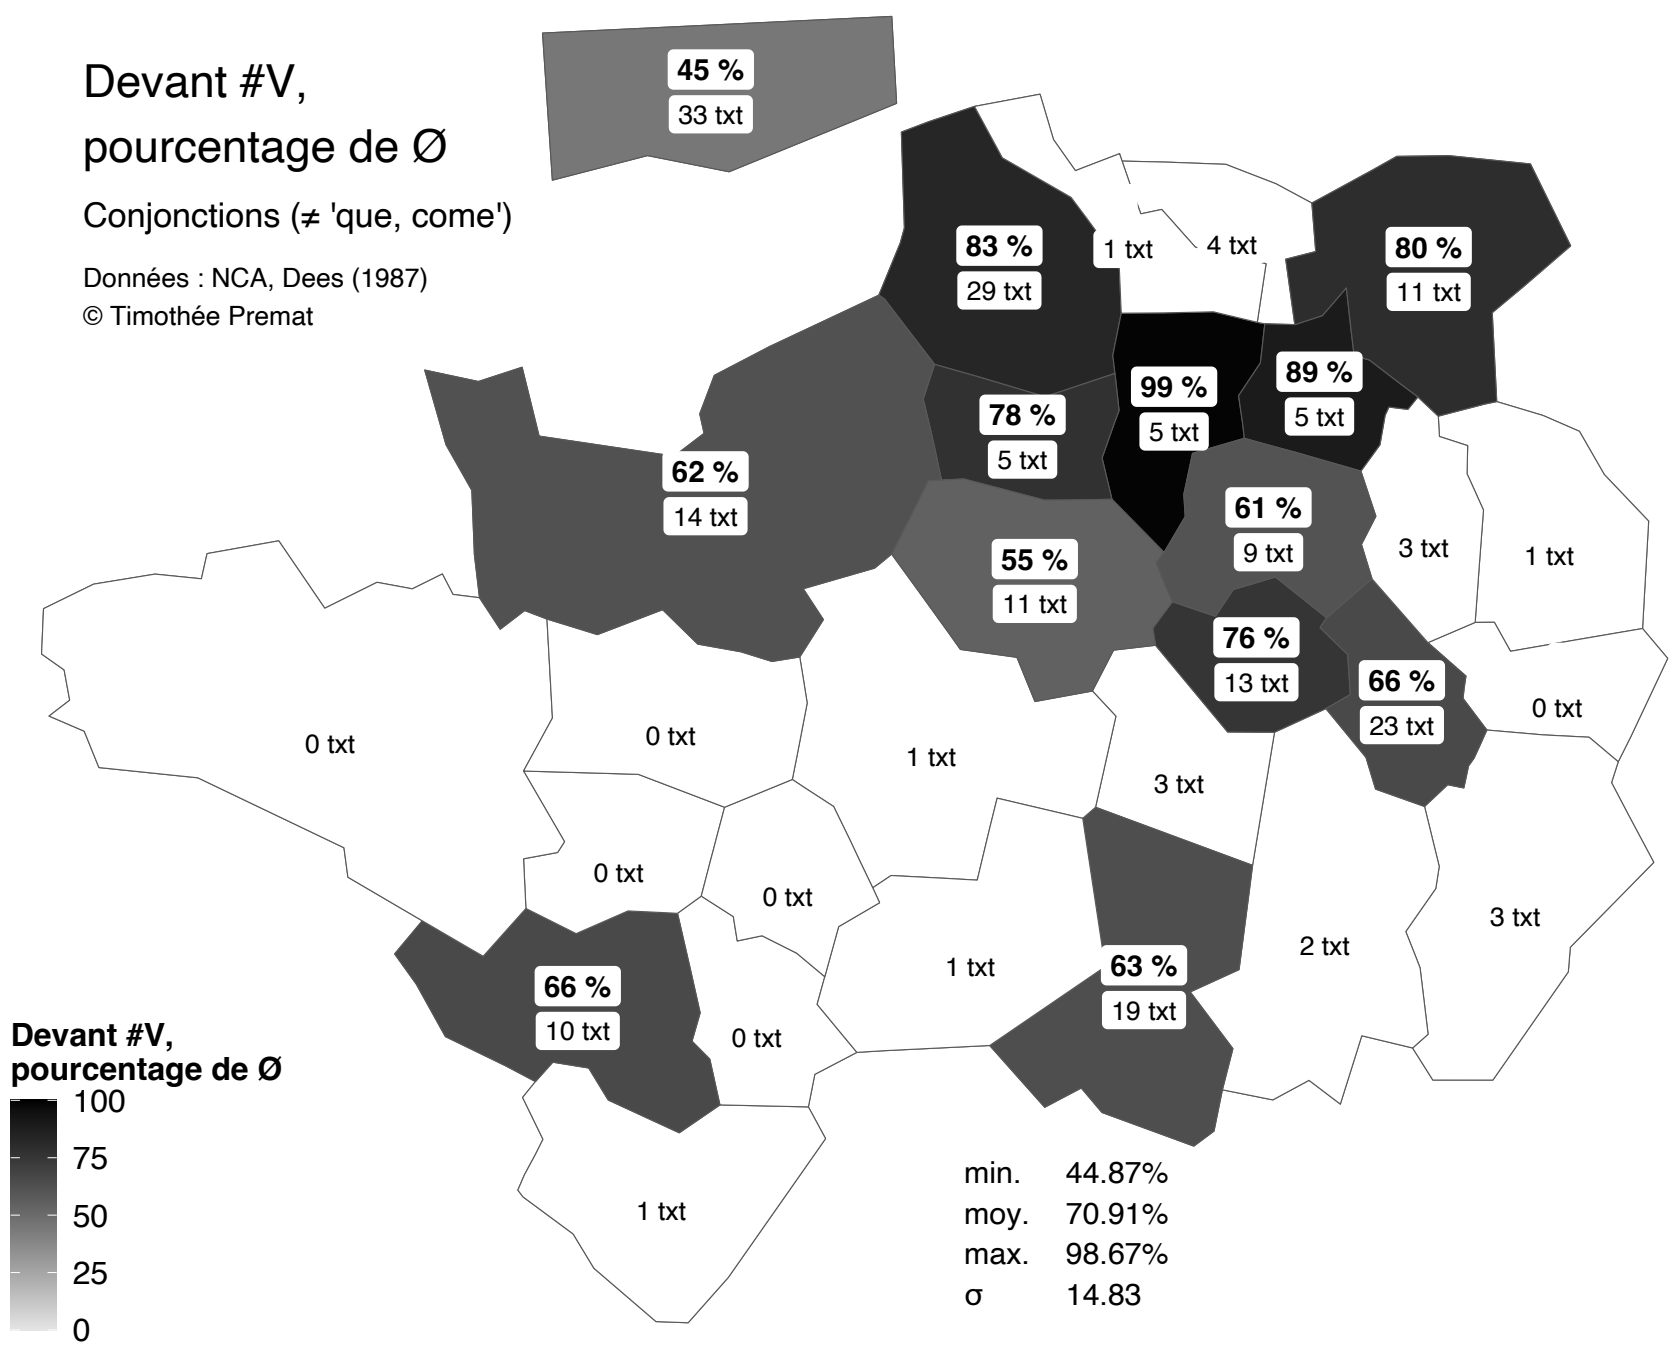 Devant #V,
pourcentage de Ø
Conjonctions (≠ 'que, come')
Données : NCA, Dees (1987)
© Timothée Premat
45 %
33 txt
83 %
29 txt
1 txt
4 txt
80 %
11 txt
99 %
5 txt
89 %
5 txt
78 %
5 txt
62 %
14 txt
61 %
9 txt
3 txt
1 txt
55 %
11 txt
76 %
13 txt
66 %
23 txt
0 txt
0 txt
0 txt
1 txt
3 txt
0 txt
0 txt
3 txt
1 txt
63 %
19 txt
2 txt
66 %
10 txt
0 txt
1 txt
Devant #V,
pourcentage de Ø
100
75
50
25
0
min. 44.87%
moy. 70.91%
max. 98.67%
σ 14.83